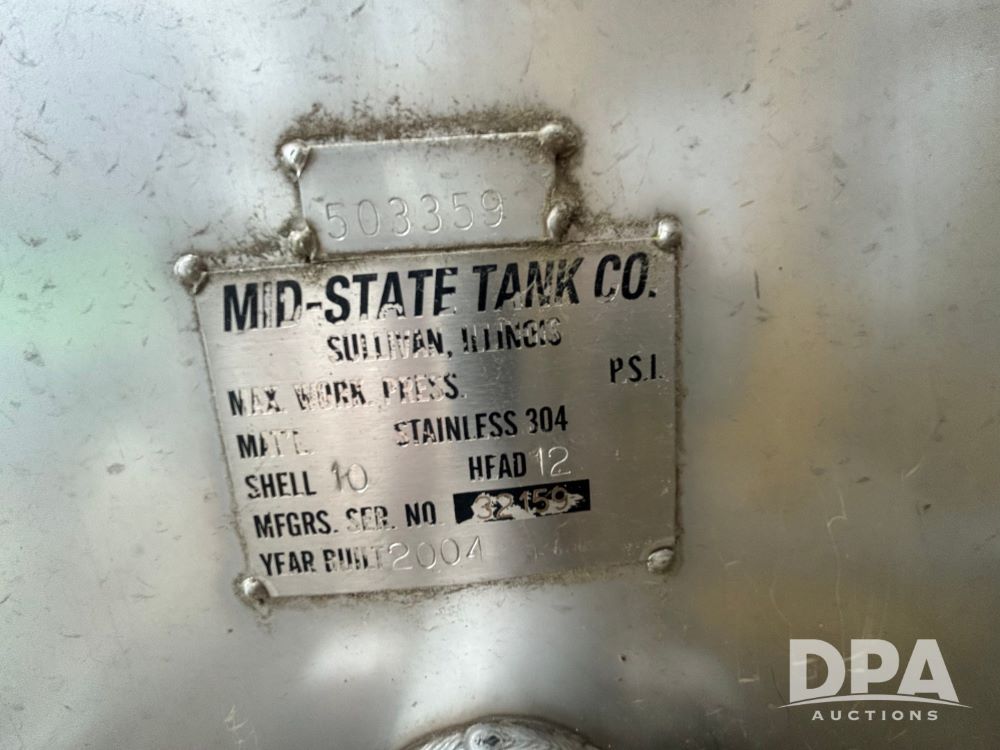 503359
MID-STATE TANK CO.
SULLIVAN, ILLINOIS
MAX. WORK. PRESS. P.S.I.
MAT'L. STAINLESS 304
SHELL 10 HEAD 12
MFGRS. SER. NO. 32159
YEAR BUILT 2004
DPA
AUCTIONS